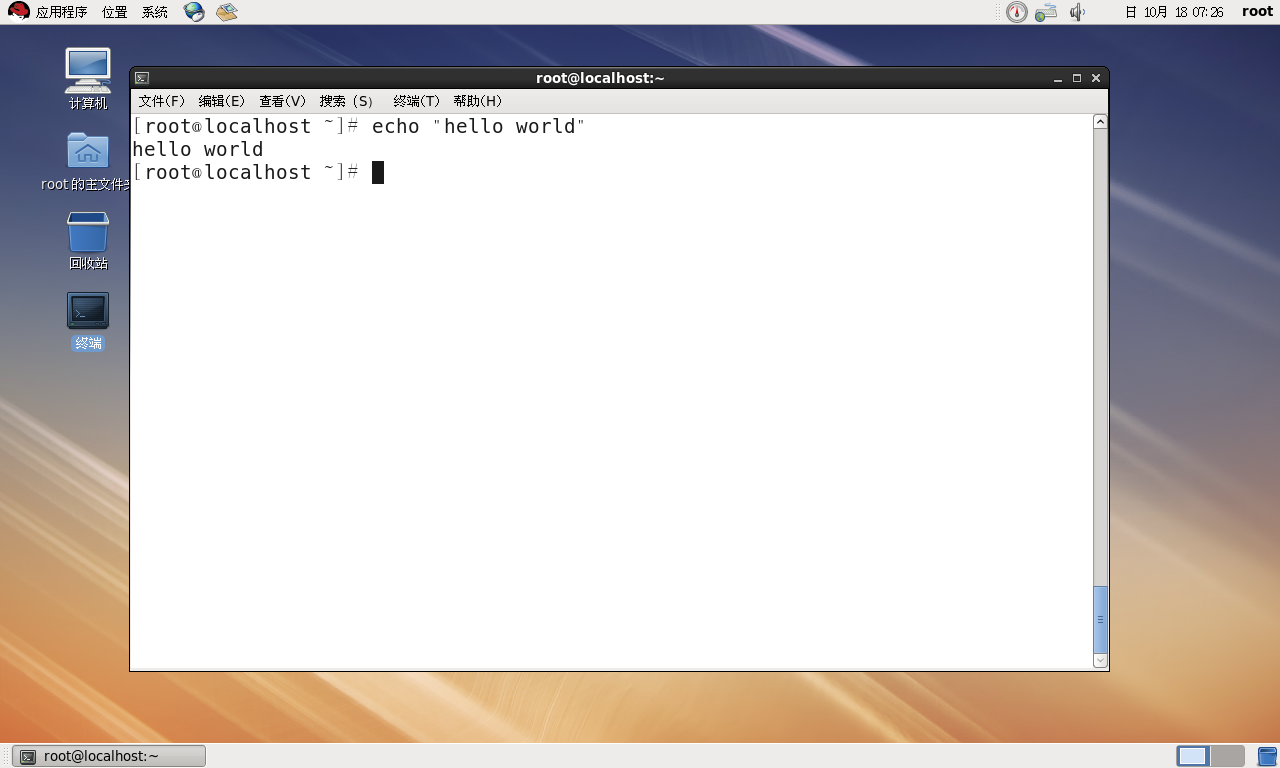 应用程序 位置 系统 日 10月 18 07:26 root
计算机
root 的主文件夹
回收站
终端
root@localhost:~
文件(F) 编辑(E) 查看(V) 搜索 (S) 终端(T) 帮助(H)
[root@localhost ~]# echo "hello world"
hello world
[root@localhost ~]#
root@localhost:~